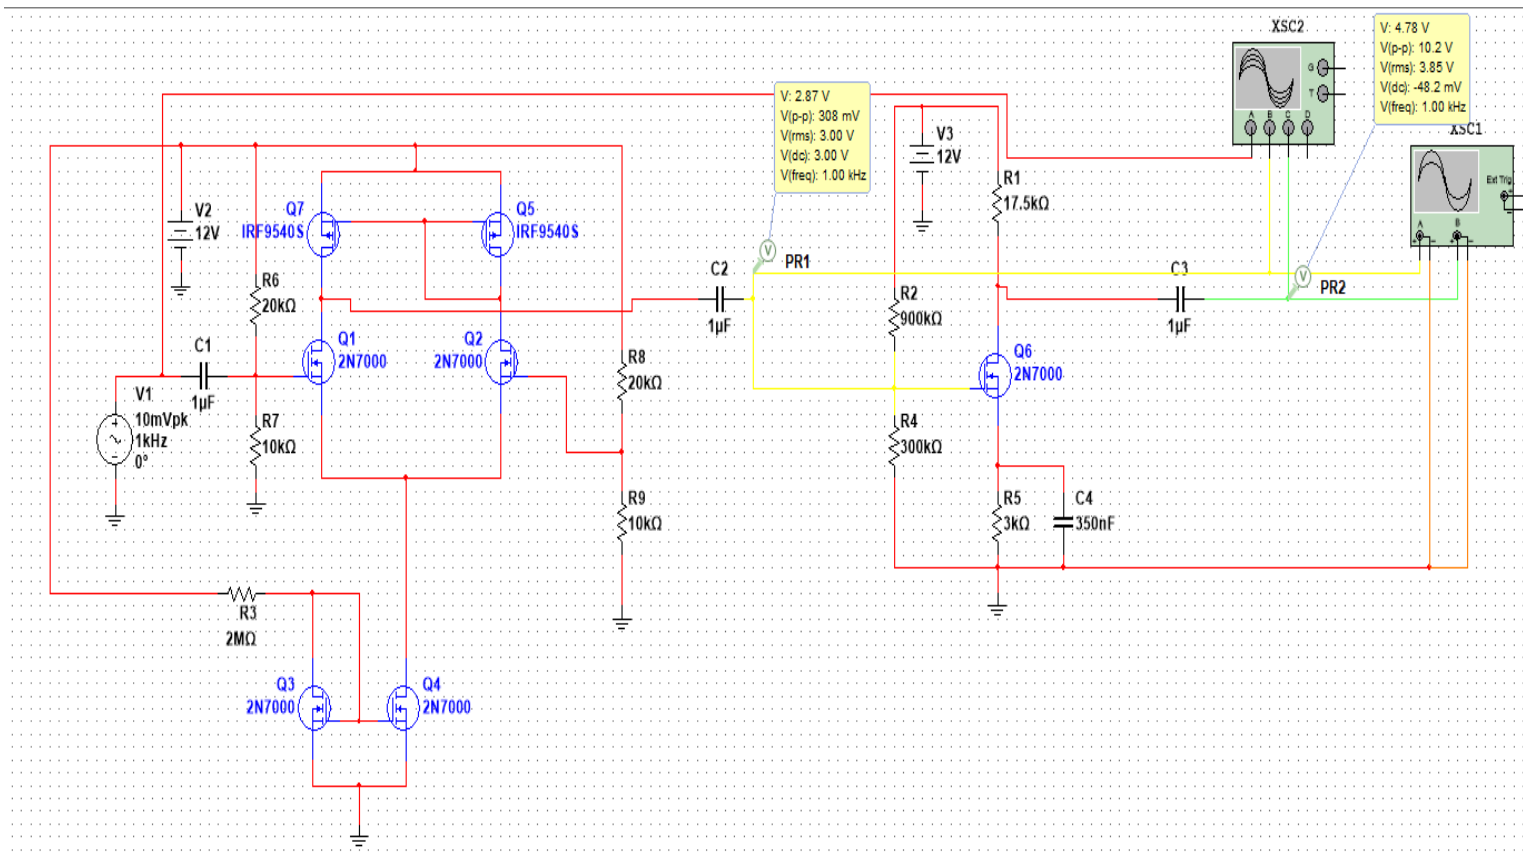 XSC2
G
T
A
B
C
D
V: 4.78 V
V(p-p): 10.2 V
V(rms): 3.85 V
V(dc): -48.2 mV
V(freq): 1.00 kHz
XSC1
Ext Trig
+
A
B
+
-
+
-
V: 2.87 V
V(p-p): 308 mV
V(rms): 3.00 V
V(dc): 3.00 V
V(freq): 1.00 kHz
V
PR1
V
PR2
V3
12V
R1
17.5kΩ
V2
12V
Q7
IRF9540S
Q5
IRF9540S
R6
20kΩ
C2
1µF
R2
900kΩ
C3
1µF
Q1
2N7000
Q2
2N7000
C1
1µF
R8
20kΩ
Q6
2N7000
V1
10mVpk
1kHz
0°
R7
10kΩ
R4
300kΩ
R9
10kΩ
R5
3kΩ
C4
350nF
R3
2MΩ
Q3
2N7000
Q4
2N7000